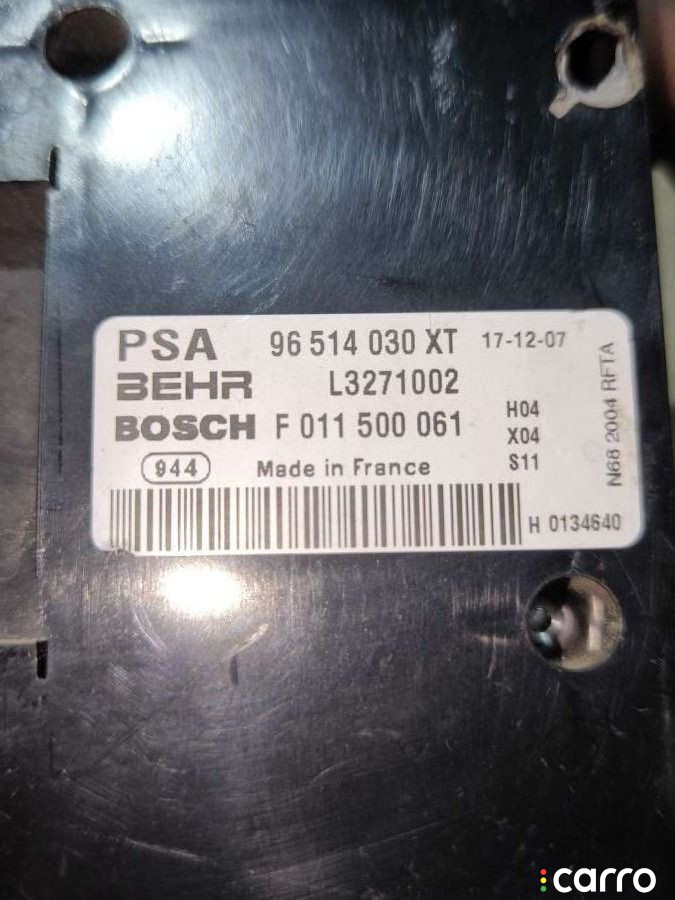 PSA 96 514 030 XT 17-12-07
BEHR L3271002
BOSCH F 011 500 061
H04
X04
S11
944 Made in France
H 0134640
N68 2004 RFTA
carro